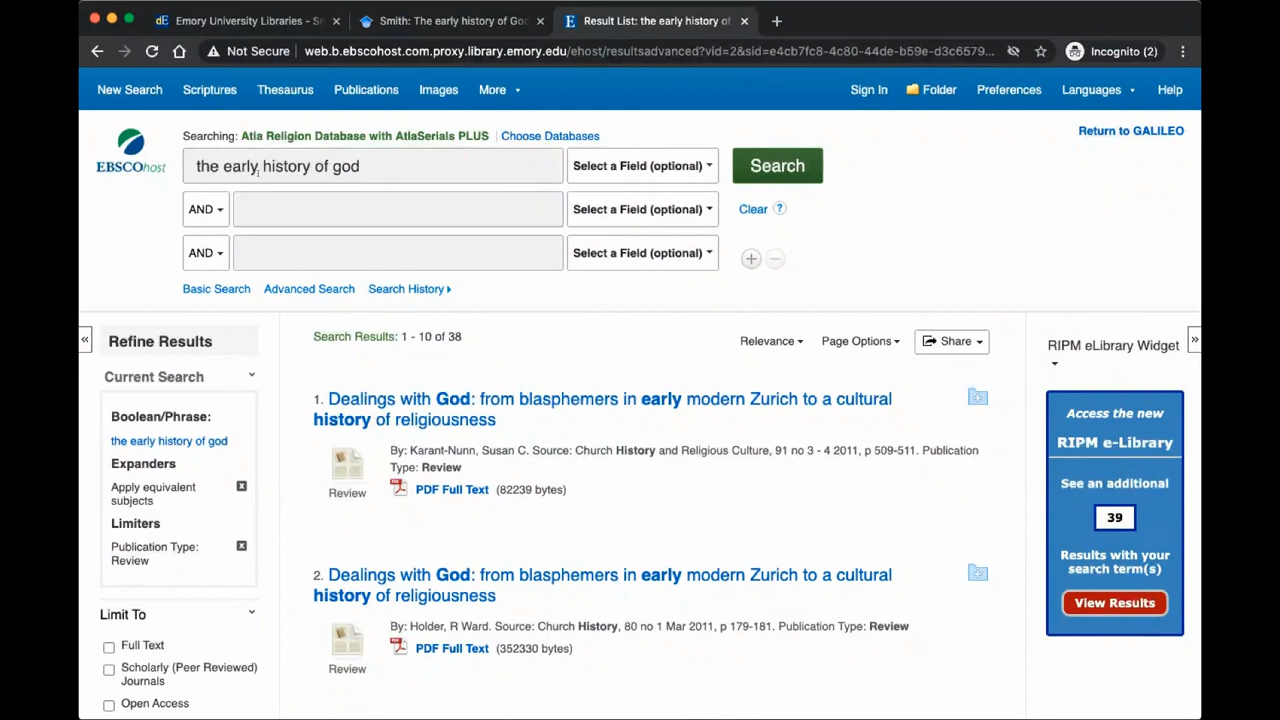 Emory University Libraries – Sm
Smith: The early history of God
Result List: the early history of
Not Secure
web.b.ebscohost.com.proxy.library.emory.edu/ehost/resultsadvanced?vid=2&sid=e4cb7fc8-4c80-44de-b59e-d3c6579...
Incognito (2)
New Search
Scriptures
Thesaurus
Publications
Images
More
Sign In
Folder
Preferences
Languages
Help
EBSCOhost
Searching: Atla Religion Database with AtlaSerials PLUS
Choose Databases
Return to GALILEO
the early history of god
Select a Field (optional)
Search
AND
Select a Field (optional)
Clear ?
AND
Select a Field (optional)
Basic Search
Advanced Search
Search History
Refine Results
Current Search
Boolean/Phrase:
the early history of god
Expanders
Apply equivalent
subjects
Limiters
Publication Type:
Review
Limit To
Full Text
Scholarly (Peer Reviewed)
Journals
Open Access
Search Results: 1 - 10 of 38
Relevance
Page Options
Share
1. Dealings with God: from blasphemers in early modern Zurich to a cultural
history of religiousness
By: Karant-Nunn, Susan C. Source: Church History and Religious Culture, 91 no 3 - 4 2011, p 509-511. Publication
Type: Review
Review
PDF Full Text (82239 bytes)
2. Dealings with God: from blasphemers in early modern Zurich to a cultural
history of religiousness
By: Holder, R Ward. Source: Church History, 80 no 1 Mar 2011, p 179-181. Publication Type: Review
PDF Full Text (352330 bytes)
Review
RIPM eLibrary Widget
Access the new
RIPM e-Library
See an additional
39
Results with your
search term(s)
View Results